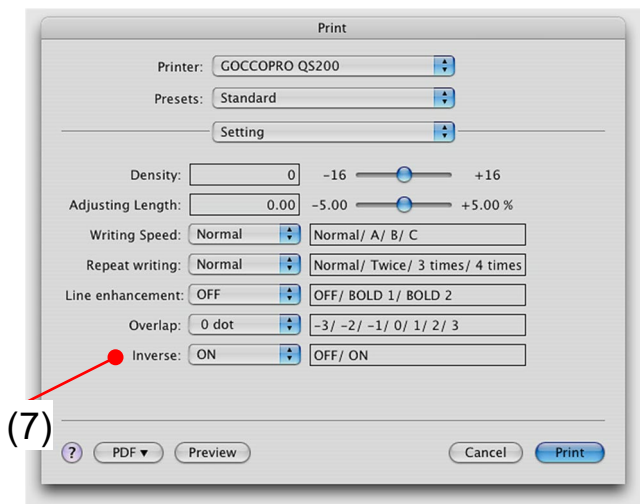 Print
Printer: GOCCOPRO QS200
Presets: Standard
Setting
Density: 0 -16 +16
Adjusting Length: 0.00 -5.00 +5.00 %
Writing Speed: Normal Normal/ A/ B/ C
Repeat writing: Normal Normal/ Twice/ 3 times/ 4 times
Line enhancement: OFF OFF/ BOLD 1/ BOLD 2
Overlap: 0 dot -3/ -2/ -1/ 0/ 1/ 2/ 3
Inverse: ON OFF/ ON
(7)
? PDF▼ Preview Cancel Print